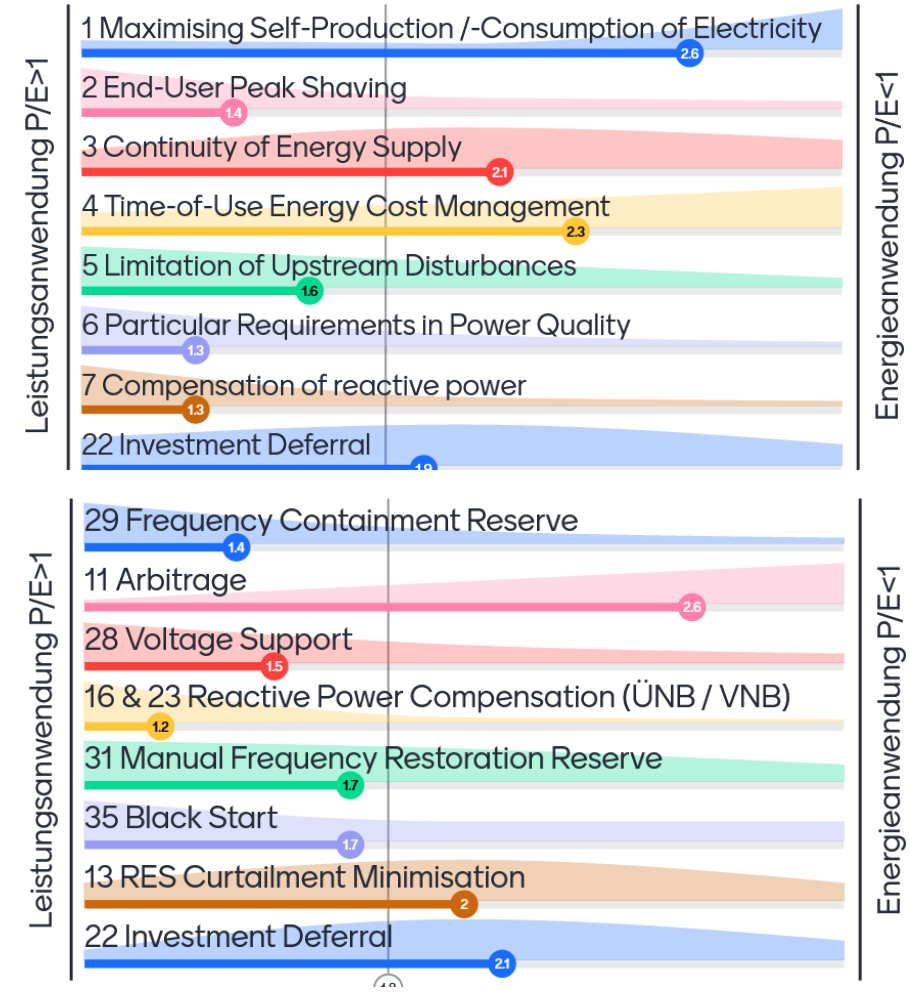 Leistungsanwendung P/E>1
1 Maximising Self-Production /-Consumption of Electricity
2.6
2 End-User Peak Shaving
1.4
3 Continuity of Energy Supply
2.1
4 Time-of-Use Energy Cost Management
2.3
5 Limitation of Upstream Disturbances
1.6
6 Particular Requirements in Power Quality
1.3
7 Compensation of reactive power
1.3
22 Investment Deferral
1.9
Energieanwendung P/E<1
Leistungsanwendung P/E>1
29 Frequency Containment Reserve
1.4
11 Arbitrage
2.6
28 Voltage Support
1.5
16 & 23 Reactive Power Compensation (ÜNB / VNB)
1.2
31 Manual Frequency Restoration Reserve
1.7
35 Black Start
1.7
13 RES Curtailment Minimisation
2
22 Investment Deferral
2.1
1.8
Energieanwendung P/E<1